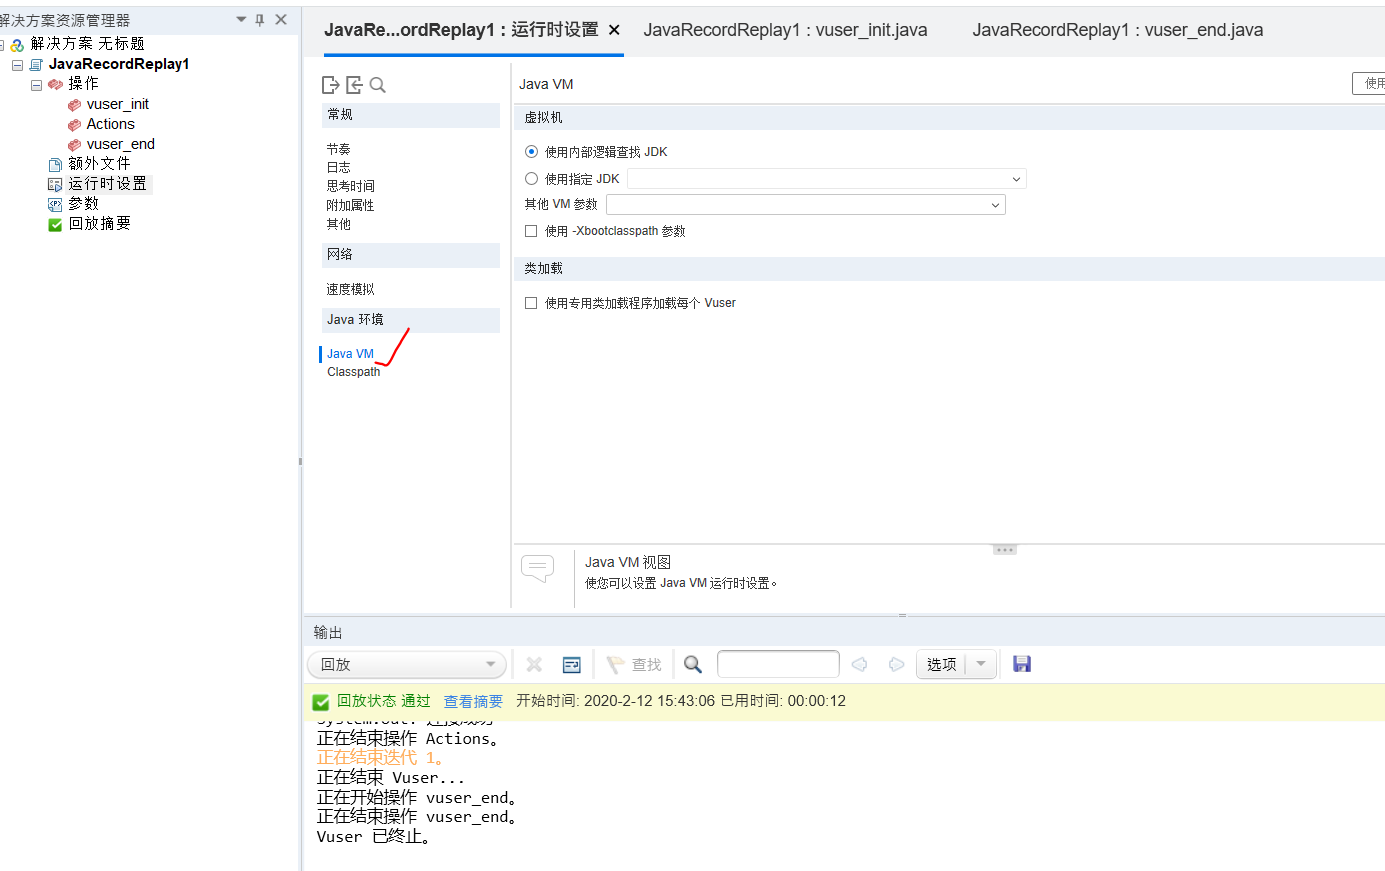 解决方案资源管理器
解决方案 无标题
JavaRecordReplay1
操作
vuser_init
Actions
vuser_end
额外文件
运行时设置
参数
回放摘要
JavaRe...ordReplay1 : 运行时设置
JavaRecordReplay1 : vuser_init.java
JavaRecordReplay1 : vuser_end.java
常规
节奏
日志
思考时间
附加属性
其他
网络
速度模拟
Java 环境
Java VM
Classpath
Java VM
使用
虚拟机
使用内部逻辑查找 JDK
使用指定 JDK
其他 VM 参数
使用 -Xbootclasspath 参数
类加载
使用专用类加载程序加载每个 Vuser
Java VM 视图
使您可以设置 Java VM 运行时设置。
输出
回放
查找
选项
回放状态 通过 查看摘要 开始时间: 2020-2-12 15:43:06 已用时间: 00:00:12
System.out: 连接成功
正在结束操作 Actions。
正在结束迭代 1。
正在结束 Vuser...
正在开始操作 vuser_end。
正在结束操作 vuser_end。
Vuser 已终止。